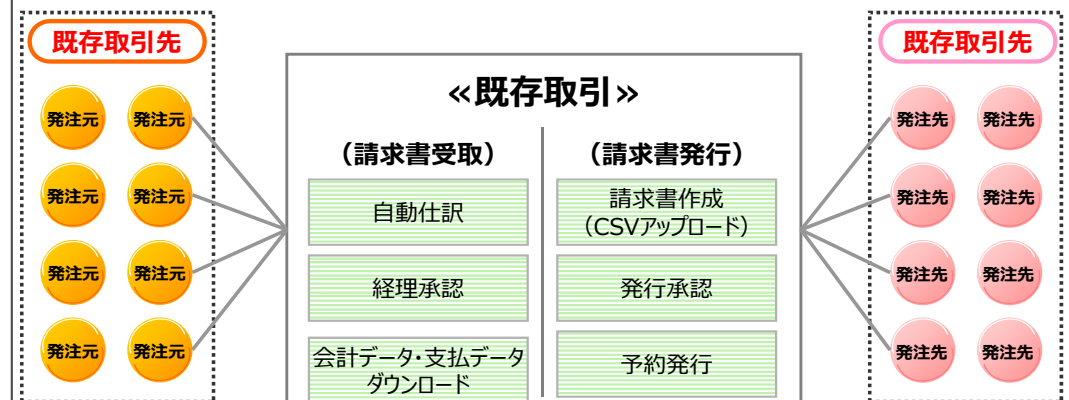 既存取引先
発注元 発注元
発注元 発注元
発注元 発注元
発注元 発注元
≪既存取引≫
（請求書受取）
自動仕訳
経理承認
会計データ・支払データ
ダウンロード
（請求書発行）
請求書作成
（CSVアップロード）
発行承認
予約発行
既存取引先
発注先 発注先
発注先 発注先
発注先 発注先
発注先 発注先